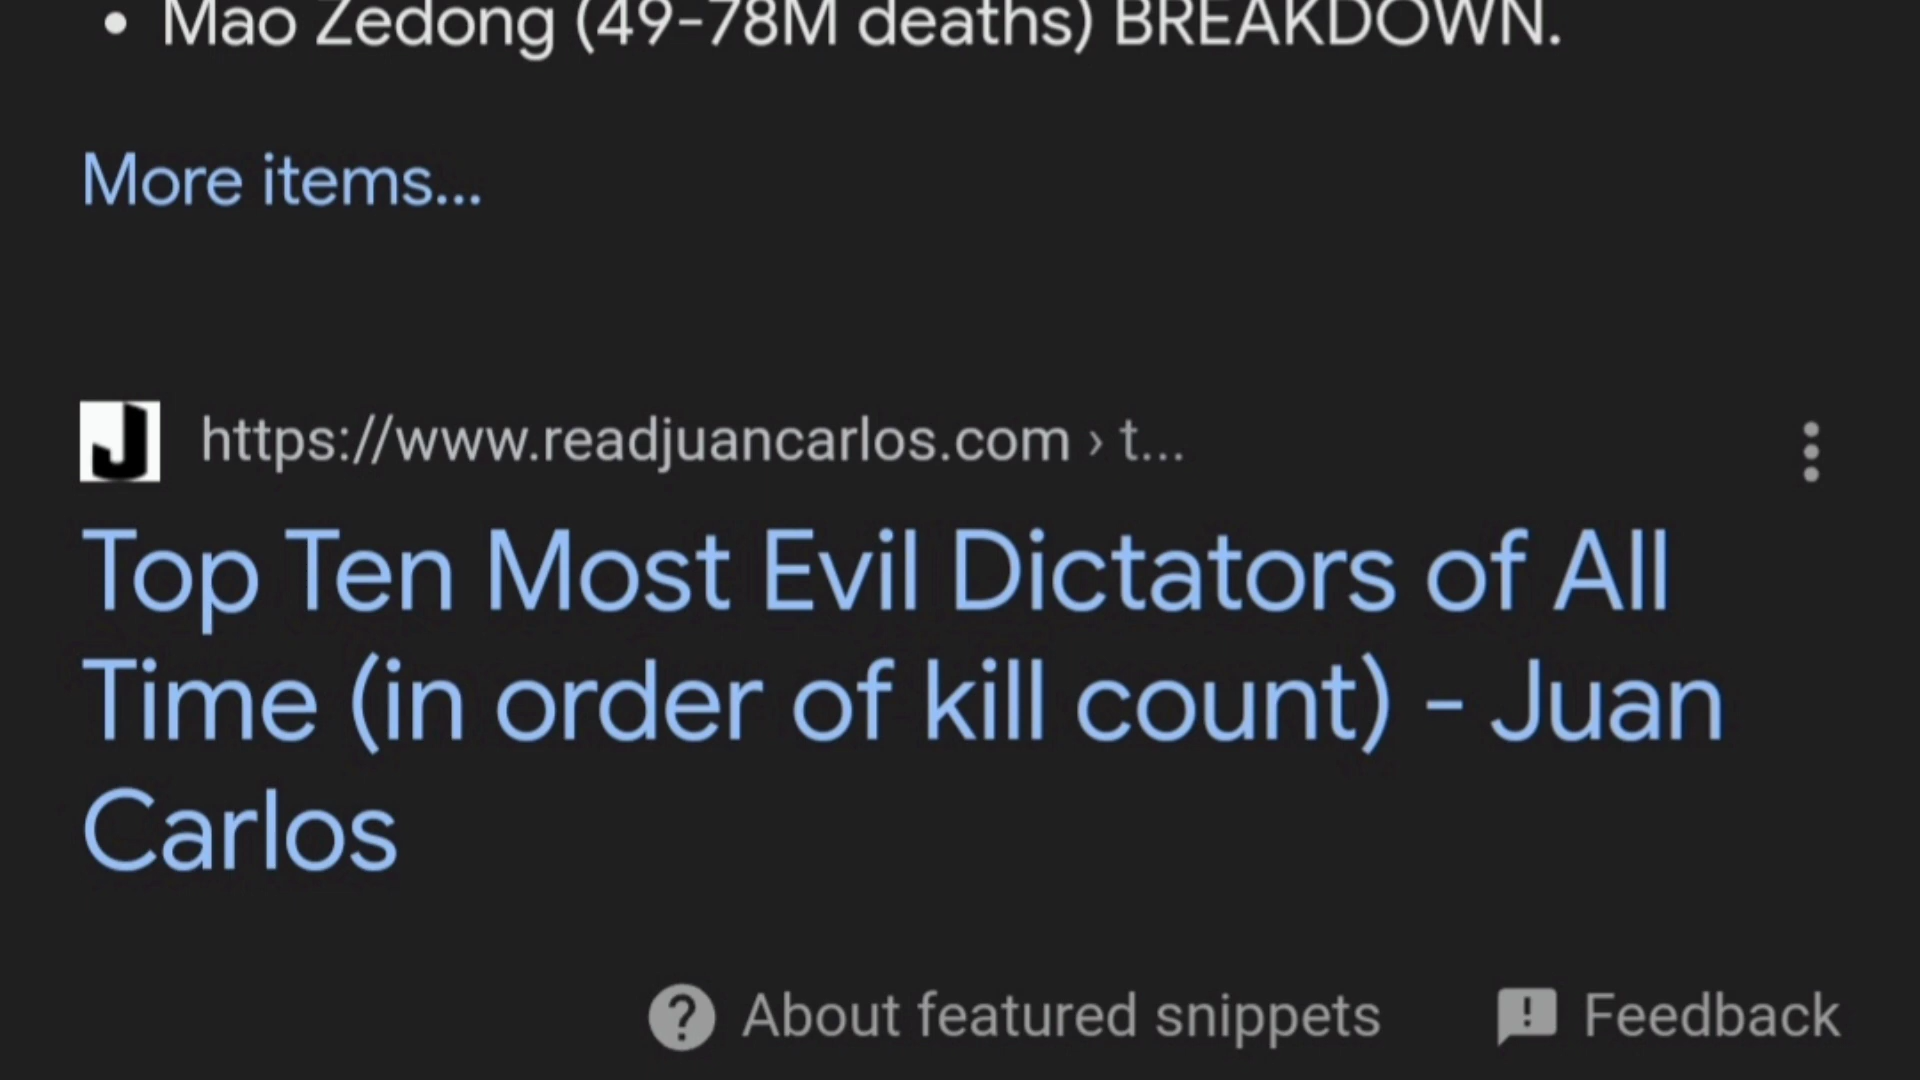 • Mao Zedong (49-78M deaths) BREAKDOWN.
More items...
J https://www.readjuancarlos.com › t...
Top Ten Most Evil Dictators of All
Time (in order of kill count) - Juan
Carlos
About featured snippets Feedback